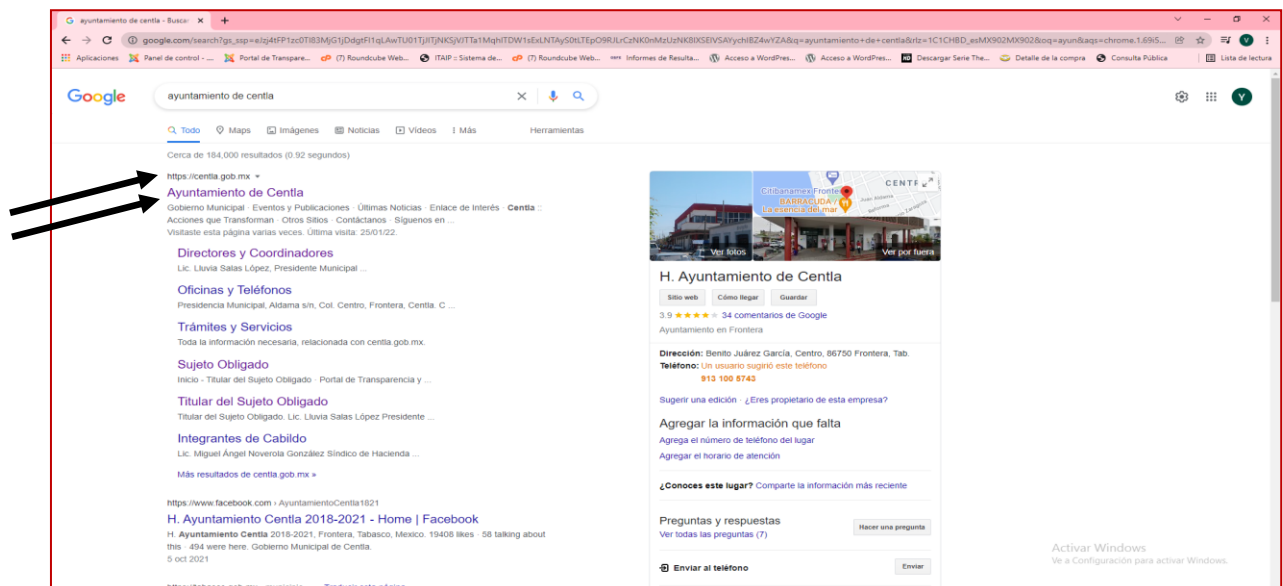 ayuntamiento de centla - Buscar
google.com/search?gs_ssp=
Aplicaciones
Panel de control - ...
Portal de Transpare...
(7) Roundcube Web...
ITAIP :: Sistema de...
(7) Roundcube Web...
Informes de Resulta...
Acceso a WordPres...
Acceso a WordPres...
Descargar Serie The...
Detalle de la compra
Consulta Pública
Lista de lectura
Google
ayuntamiento de centla
Y
Todo Maps Imágenes Noticias Vídeos Más Herramientas
Cerca de 184,000 resultados (0.92 segundos)
https://centla.gob.mx
Ayuntamiento de Centla
Gobierno Municipal · Eventos y Publicaciones · Últimas Noticias · Enlace de Interés · Centla ::
Acciones que Transforman · Otros Sitios · Contáctanos · Síguenos en ...
Visitaste esta página varias veces. Última visita: 25/01/22.
Directores y Coordinadores
Lic. Lluvia Salas López, Presidente Municipal ...
Oficinas y Teléfonos
Presidencia Municipal, Aldama s/n, Col. Centro, Frontera, Centla. C ...
Trámites y Servicios
Toda la información necesaria, relacionada con centla.gob.mx.
Sujeto Obligado
Inicio - Titular del Sujeto Obligado · Portal de Transparencia y ...
Titular del Sujeto Obligado
Titular del Sujeto Obligado. Lic. Lluvia Salas López Presidente ...
Integrantes de Cabildo
Lic. Miguel Ángel Noverola González Síndico de Hacienda ...
Más resultados de centla.gob.mx »
https://www.facebook.com › AyuntamientoCentla1821
H. Ayuntamiento Centla 2018-2021 - Home | Facebook
H. Ayuntamiento Centla 2018-2021, Frontera, Tabasco, Mexico. 19408 likes · 58 talking about
this · 494 were here. Gobierno Municipal de Centla.
5 oct 2021
Citibanamex Fronter
BARRACUDA /
La esencia del mar
CENTR
Ver fotos
Ver por fuera
H. Ayuntamiento de Centla
Sitio web Cómo llegar Guardar
3.9 ★★★★★ 34 comentarios de Google
Ayuntamiento en Frontera
Dirección: Benito Juárez García, Centro, 86750 Frontera, Tab.
Teléfono: Un usuario sugirió este teléfono
913 100 5743
Sugerir una edición · ¿Eres propietario de esta empresa?
Agregar la información que falta
Agrega el número de teléfono del lugar
Agregar el horario de atención
¿Conoces este lugar? Comparte la información más reciente
Preguntas y respuestas
Ver todas las preguntas (7)
Hacer una pregunta
Enviar al teléfono
Enviar
Activar Windows
Ve a Configuración para activar Windows.